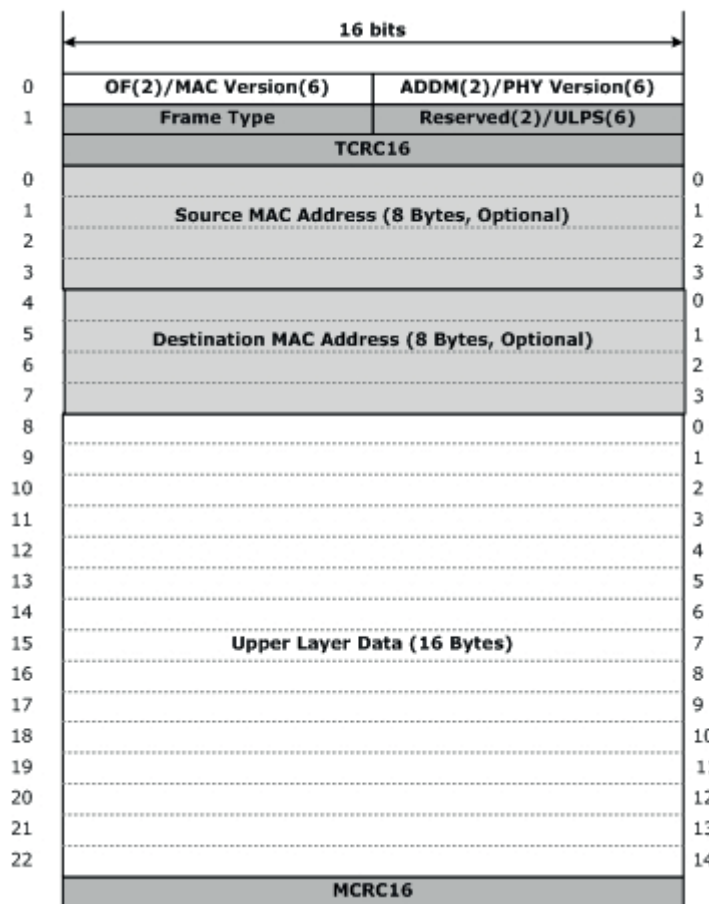 16 bits
0 OF(2)/MAC Version(6) ADDM(2)/PHY Version(6)
1 Frame Type Reserved(2)/ULPS(6)
TCRC16
0 0
1 Source MAC Address (8 Bytes, Optional) 1
2 2
3 3
4 0
5 Destination MAC Address (8 Bytes, Optional) 1
6 2
7 3
8 0
9 1
10 2
11 3
12 4
13 5
14 6
15 Upper Layer Data (16 Bytes) 7
16 8
17 9
18 10
19 11
20 12
21 13
22 14
MCRC16